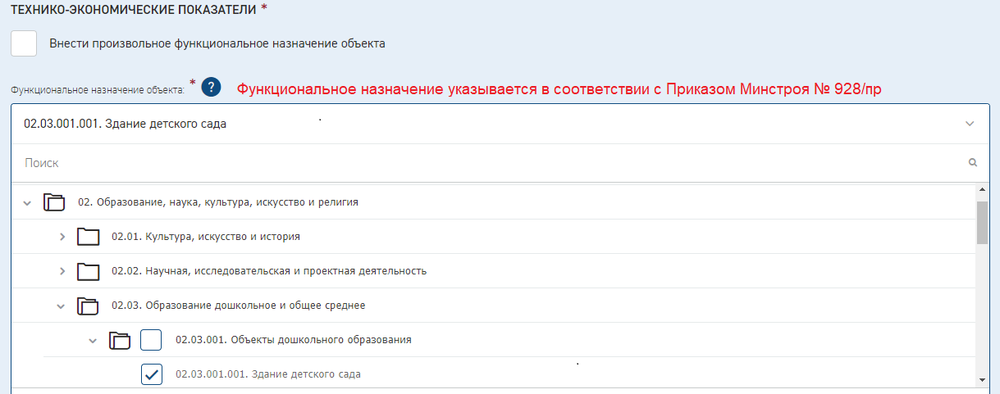 ТЕХНИКО-ЭКОНОМИЧЕСКИЕ ПОКАЗАТЕЛИ *
Внести произвольное функциональное назначение объекта
Функциональное назначение объекта: * ? Функциональное назначение указывается в соответствии с Приказом Минстроя № 928/пр
02.03.001.001. Здание детского сада
Поиск
02. Образование, наука, культура, искусство и религия
02.01. Культура, искусство и история
02.02. Научная, исследовательская и проектная деятельность
02.03. Образование дошкольное и общее среднее
02.03.001. Объекты дошкольного образования
02.03.001.001. Здание детского сада